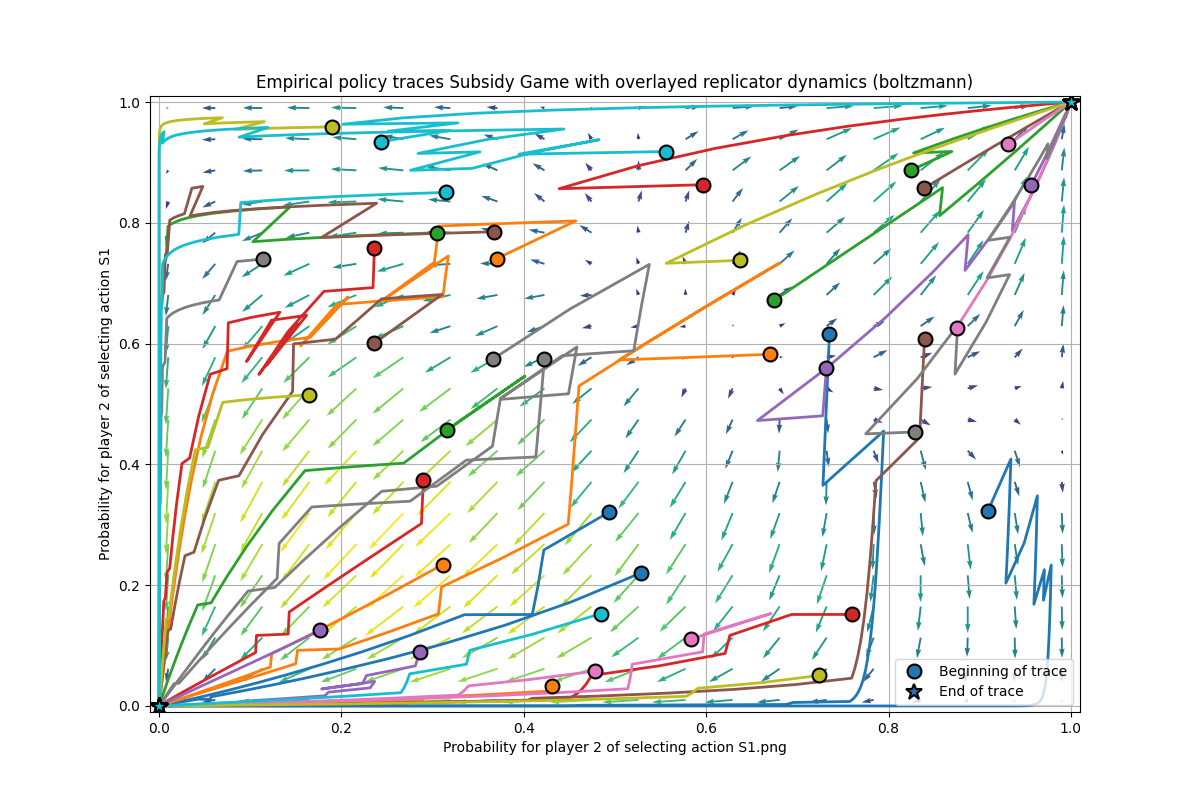 Empirical policy traces Subsidy Game with overlayed replicator dynamics (boltzmann)
Probability for player 2 of selecting action S1
1.0
0.8
0.6
0.4
0.2
0.0
Beginning of trace
End of trace
0.0 0.2 0.4 0.6 0.8 1.0
Probability for player 2 of selecting action S1.png